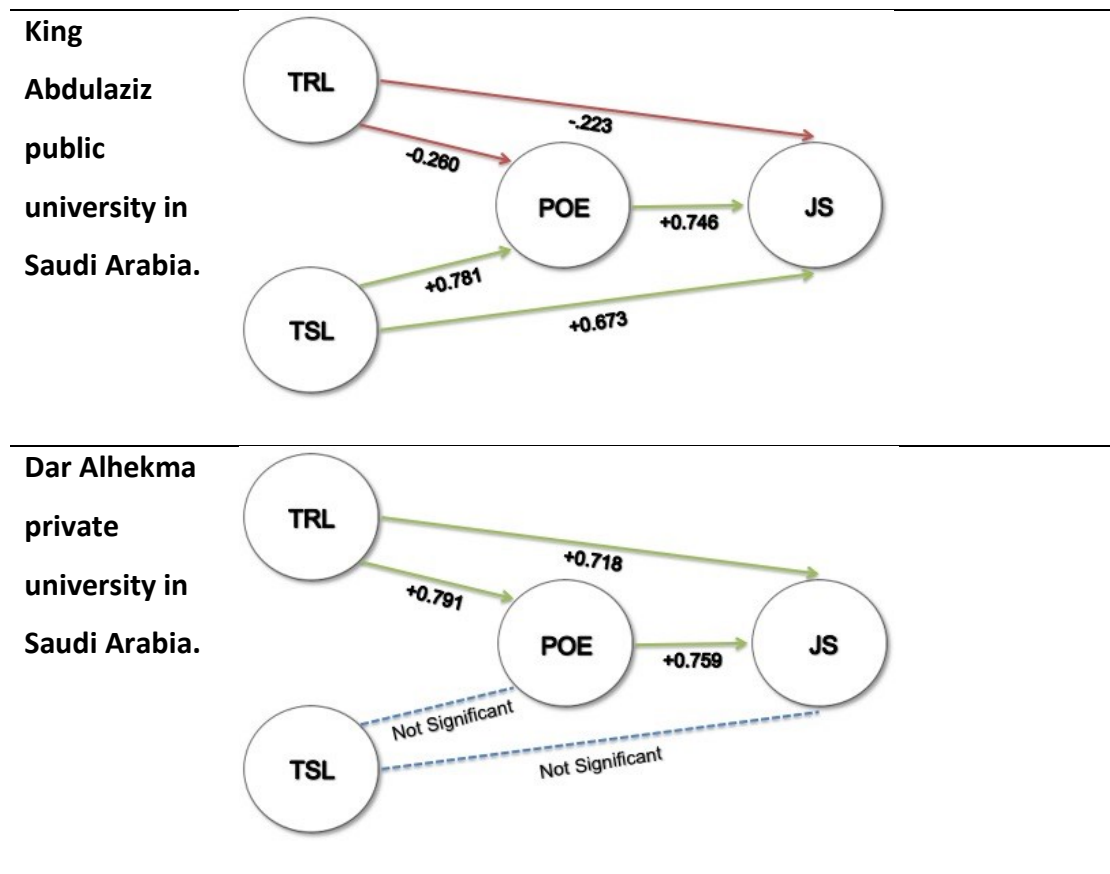 King
Abdulaziz
public
university in
Saudi Arabia.
TRL
-.223
-0.260
POE
+0.746
JS
+0.781
TSL
+0.673
Dar Alhekma
private
university in
Saudi Arabia.
TRL
+0.718
+0.791
POE
+0.759
JS
Not Significant
TSL
Not Significant